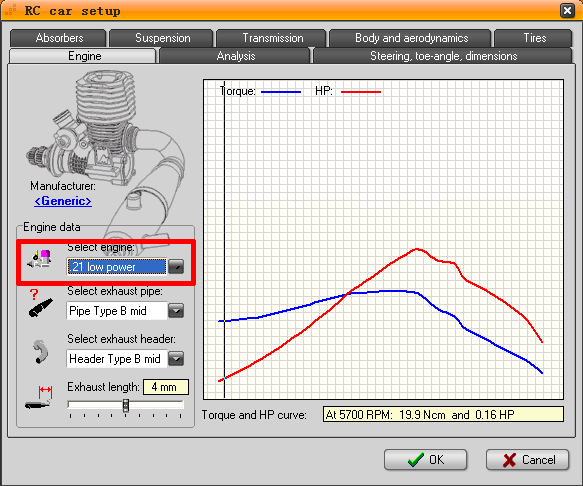 RC car setup
Absorbers
Suspension
Transmission
Body and aerodynamics
Tires
Engine
Analysis
Steering, toe-angle, dimensions
Torque:
HP:
Manufacturer:
<Generic>
Engine data
Select engine:
.21 low power
Select exhaust pipe:
Pipe Type B mid
Select exhaust header:
Header Type B mid
Exhaust length:
4 mm
Torque and HP curve:
At 5700 RPM: 19.9 Ncm and 0.16 HP
OK
Cancel